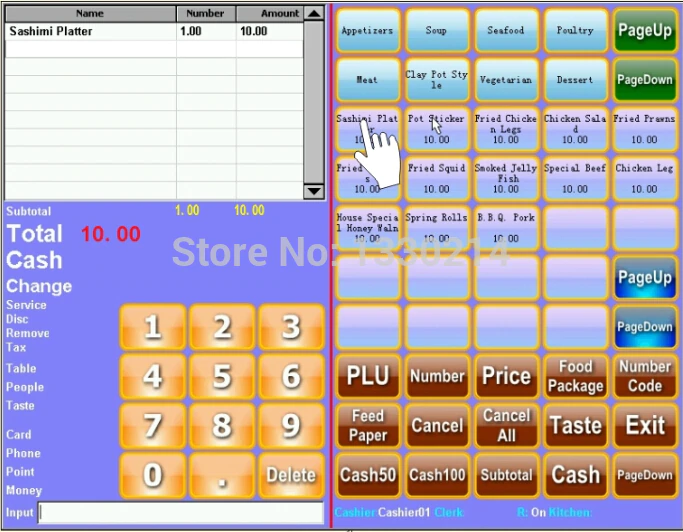 Name Number Amount
Sashimi Platter 1.00 10.00
Subtotal 1.00 10.00
Total 10.00
Cash
Change
Service
Disc
Remove
Tax
Table
People
Taste
Card
Phone
Point
Money
Input
1 2 3
4 5 6
7 8 9
0 . Delete
Appetizers Soup Seafood Poultry PageUp
Meat Clay Pot Sty
le Vegetarian Dessert PageDown
Sashimi Plat
r
10.00
Pot Sticker
10.00
Fried Chicke
n Legs
10.00
Chicken Sala
d
10.00
Fried Prawns
10.00
Fried
s
10.00
Fried Squid
10.00
Smoked Jelly
Fish
10.00
Special Beef
10.00
Chicken Leg
10.00
House Specia
l Honey Waln
10.00
Spring Rolls
10.00
B.B.Q. Pork
10.00
PageUp
PageDown
PLU Number Price Food
Package Number
Code
Feed
Paper Cancel Cancel
All Taste Exit
Cash50 Cash100 Subtotal Cash PageDown
Cashier:Cashier01 Clerk: R: On Kitchen:
Store No: 1330214